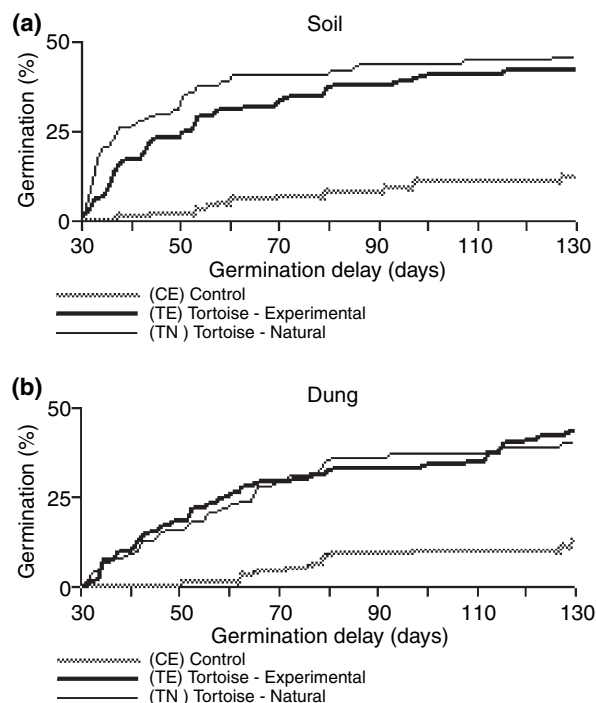 (a) Soil
50
25
0
Germination (%)
30 50 70 90 110 130
Germination delay (days)
(CE) Control
(TE) Tortoise - Experimental
(TN ) Tortoise - Natural
(b) Dung
50
25
0
Germination (%)
30 50 70 90 110 130
Germination delay (days)
(CE) Control
(TE) Tortoise - Experimental
(TN ) Tortoise - Natural